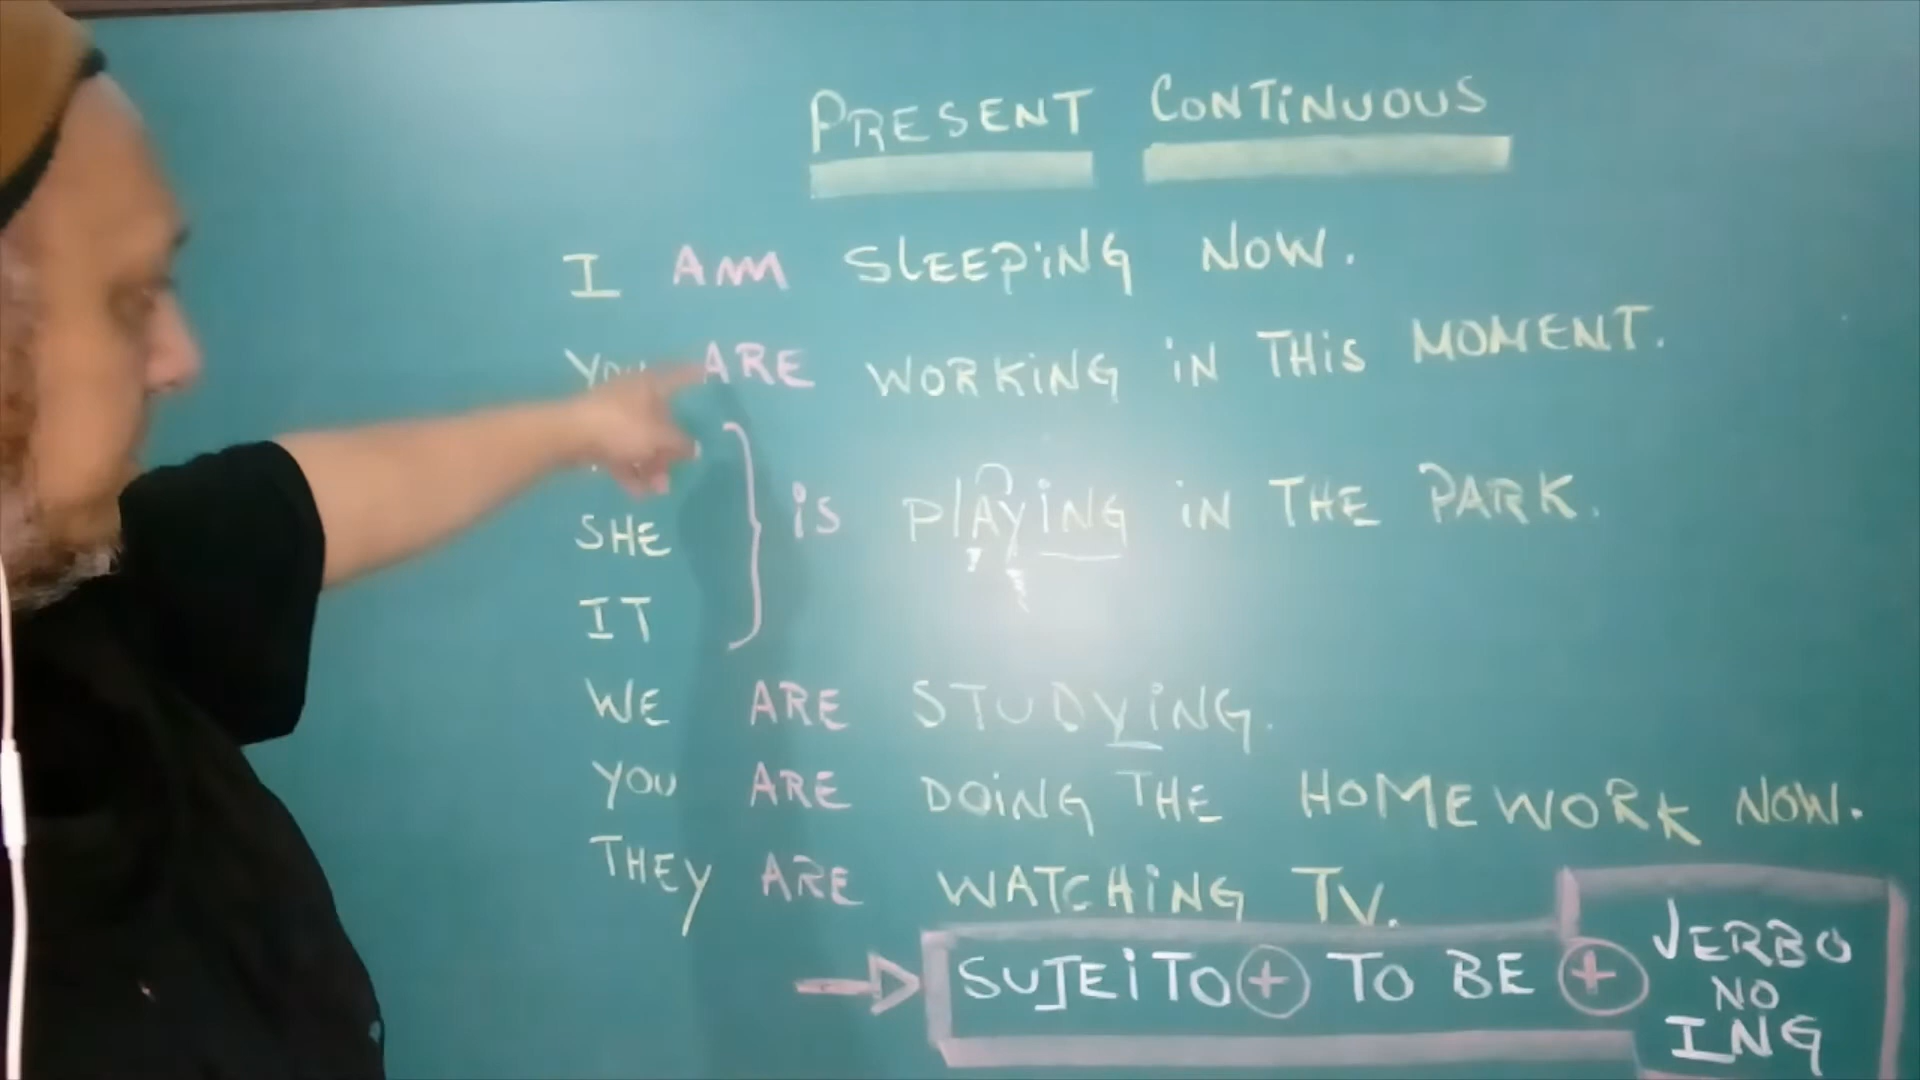 PRESENT CONTINUOUS
I AM SLEEPiNG NOW.
YOU ARE WORKiNG iN THiS MOMENT.
SHE
iS PlAYiNG iN THE PARK.
IT
WE ARE STUDYiNG.
YOU ARE DOiNG THE HOMEWORK NOW.
THEY ARE WATCHiNG TV.
SUJEiTO + TO BE + VERBO NO ING